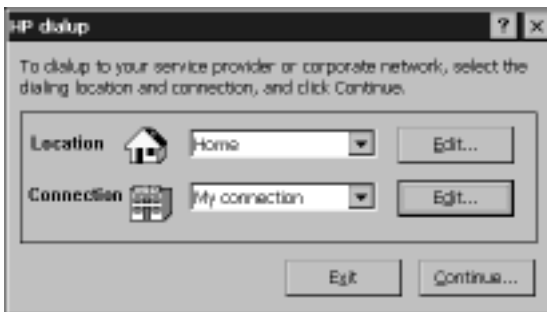 HP dialup
To dialup to your service provider or corporate network, select the
dialing location and connection, and click Continue.
Location Home Edit...
Connection My connection Edit...
Exit Continue...